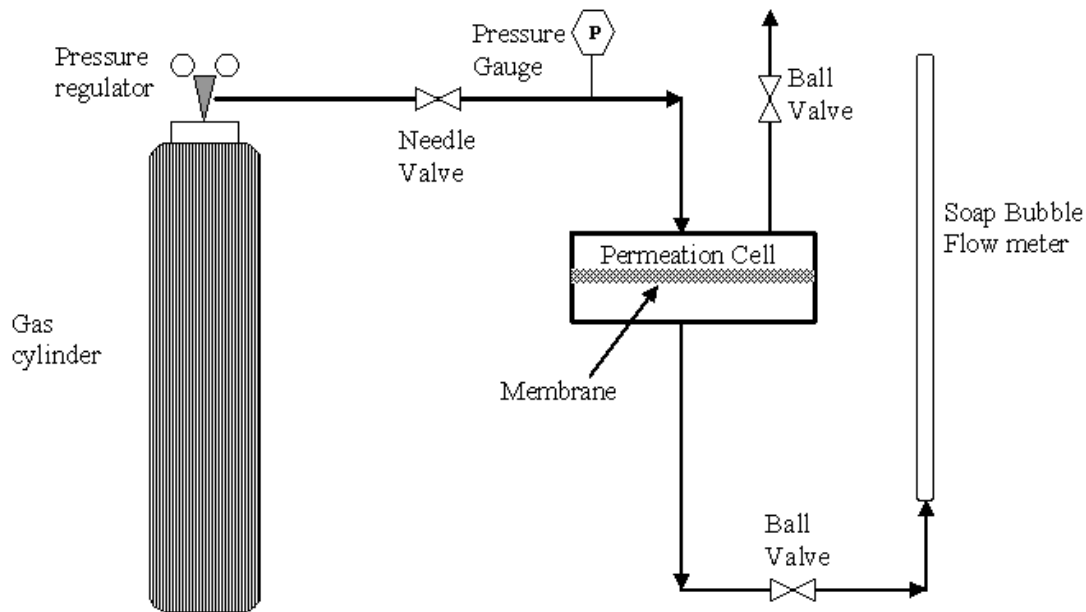 Pressure
regulator
Pressure
Gauge
P
Ball
Valve
Needle
Valve
Permeation Cell
Soap Bubble
Flow meter
Gas
cylinder
Membrane
Ball
Valve